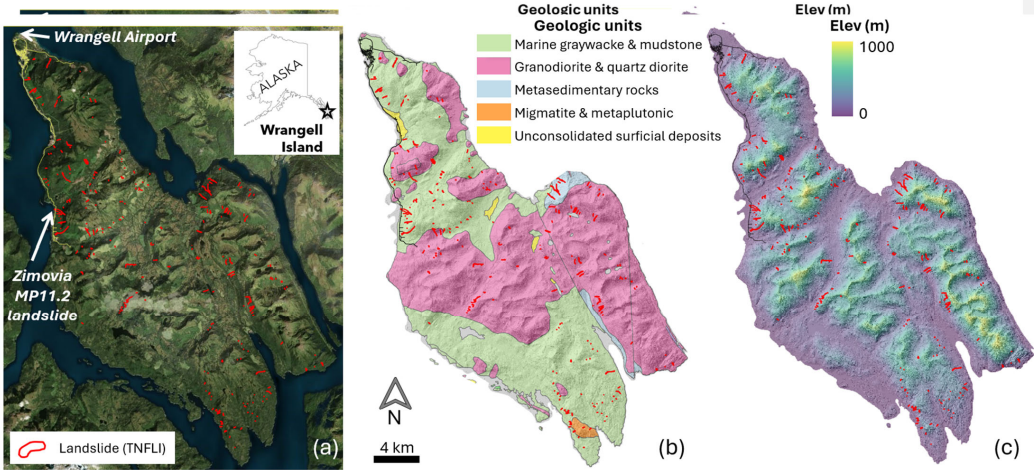 Wrangell Airport
ALASKA
Wrangell
Island
Zimovia
MP11.2
landslide
Landslide (TNFLI)
(a)
Geologic units
Geologic units
Marine graywacke & mudstone
Granodiorite & quartz diorite
Metasedimentary rocks
Migmatite & metaplutonic
Unconsolidated surficial deposits
N
4 km
(b)
Elev (m)
Elev (m)
1000
0
(c)